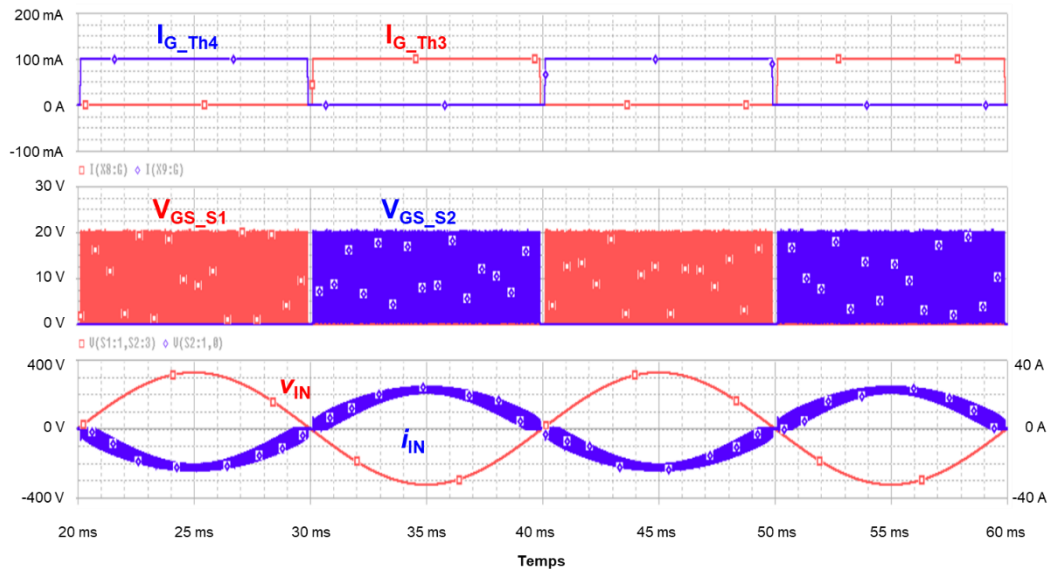 200 mA
I_G_Th4 I_G_Th3
100 mA
0 A
-100 mA
I(X8:G) I(X9:G)
30 V
V_GS_S1 V_GS_S2
20 V
10 V
0 V
V(S1:1,S2:3) V(S2:1,0)
400 V 40 A
v_IN
0 V 0 A
i_IN
-400 V -40 A
20 ms 25 ms 30 ms 35 ms 40 ms 45 ms 50 ms 55 ms 60 ms
Temps